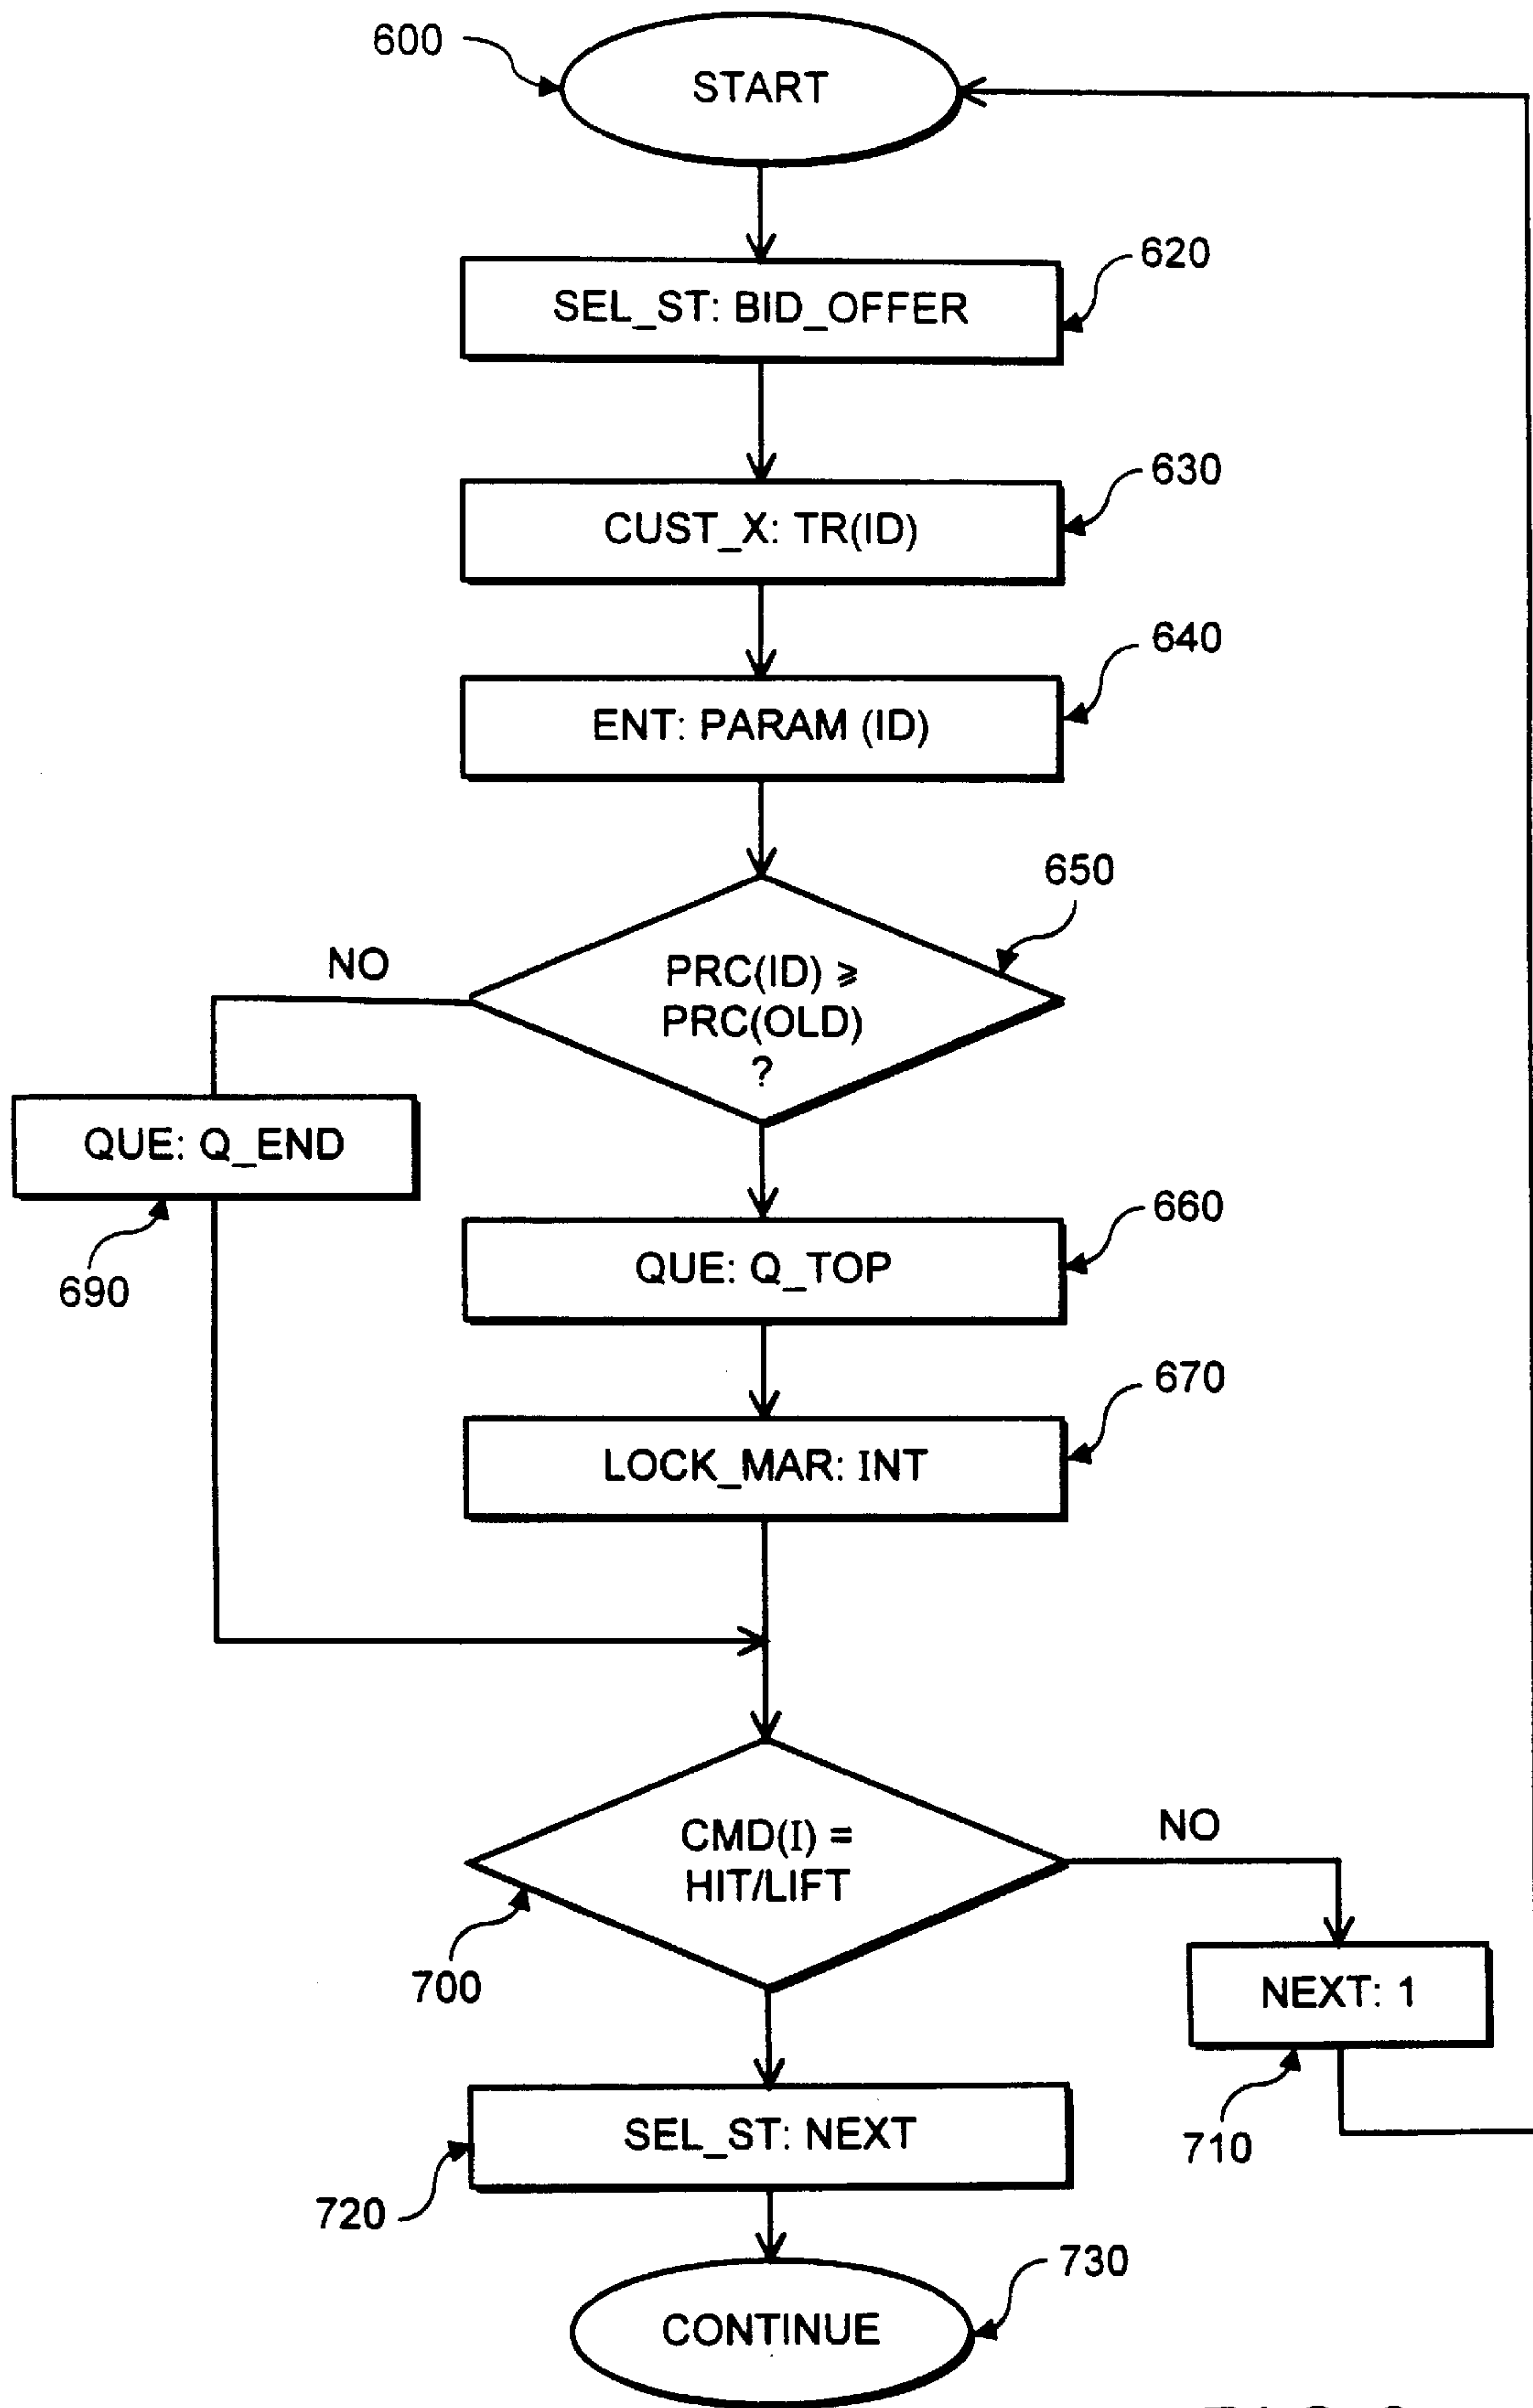 600
START
620
SEL_ST: BID_OFFER
630
CUST_X: TR(ID)
640
ENT: PARAM (ID)
650
NO
PRC(ID) ⩾
PRC(OLD)
?
QUE: Q_END
690
660
QUE: Q_TOP
670
LOCK_MAR: INT
CMD(I) =
HIT/LIFT
NO
700
NEXT: 1
710
SEL_ST: NEXT
720
730
CONTINUE